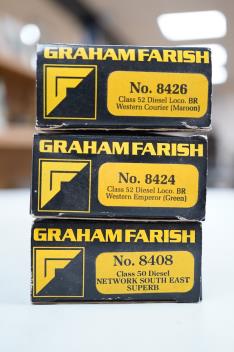 GRAHAM FARISH
No. 8426
Class 52 Diesel Loco. BR
Western Courier (Maroon)
GRAHAM FARISH
No. 8424
Class 52 Diesel Loco. BR
Western Emperor (Green)
GRAHAM FARISH
No. 8408
Class 50 Diesel
NETWORK SOUTH EAST
SUPERB